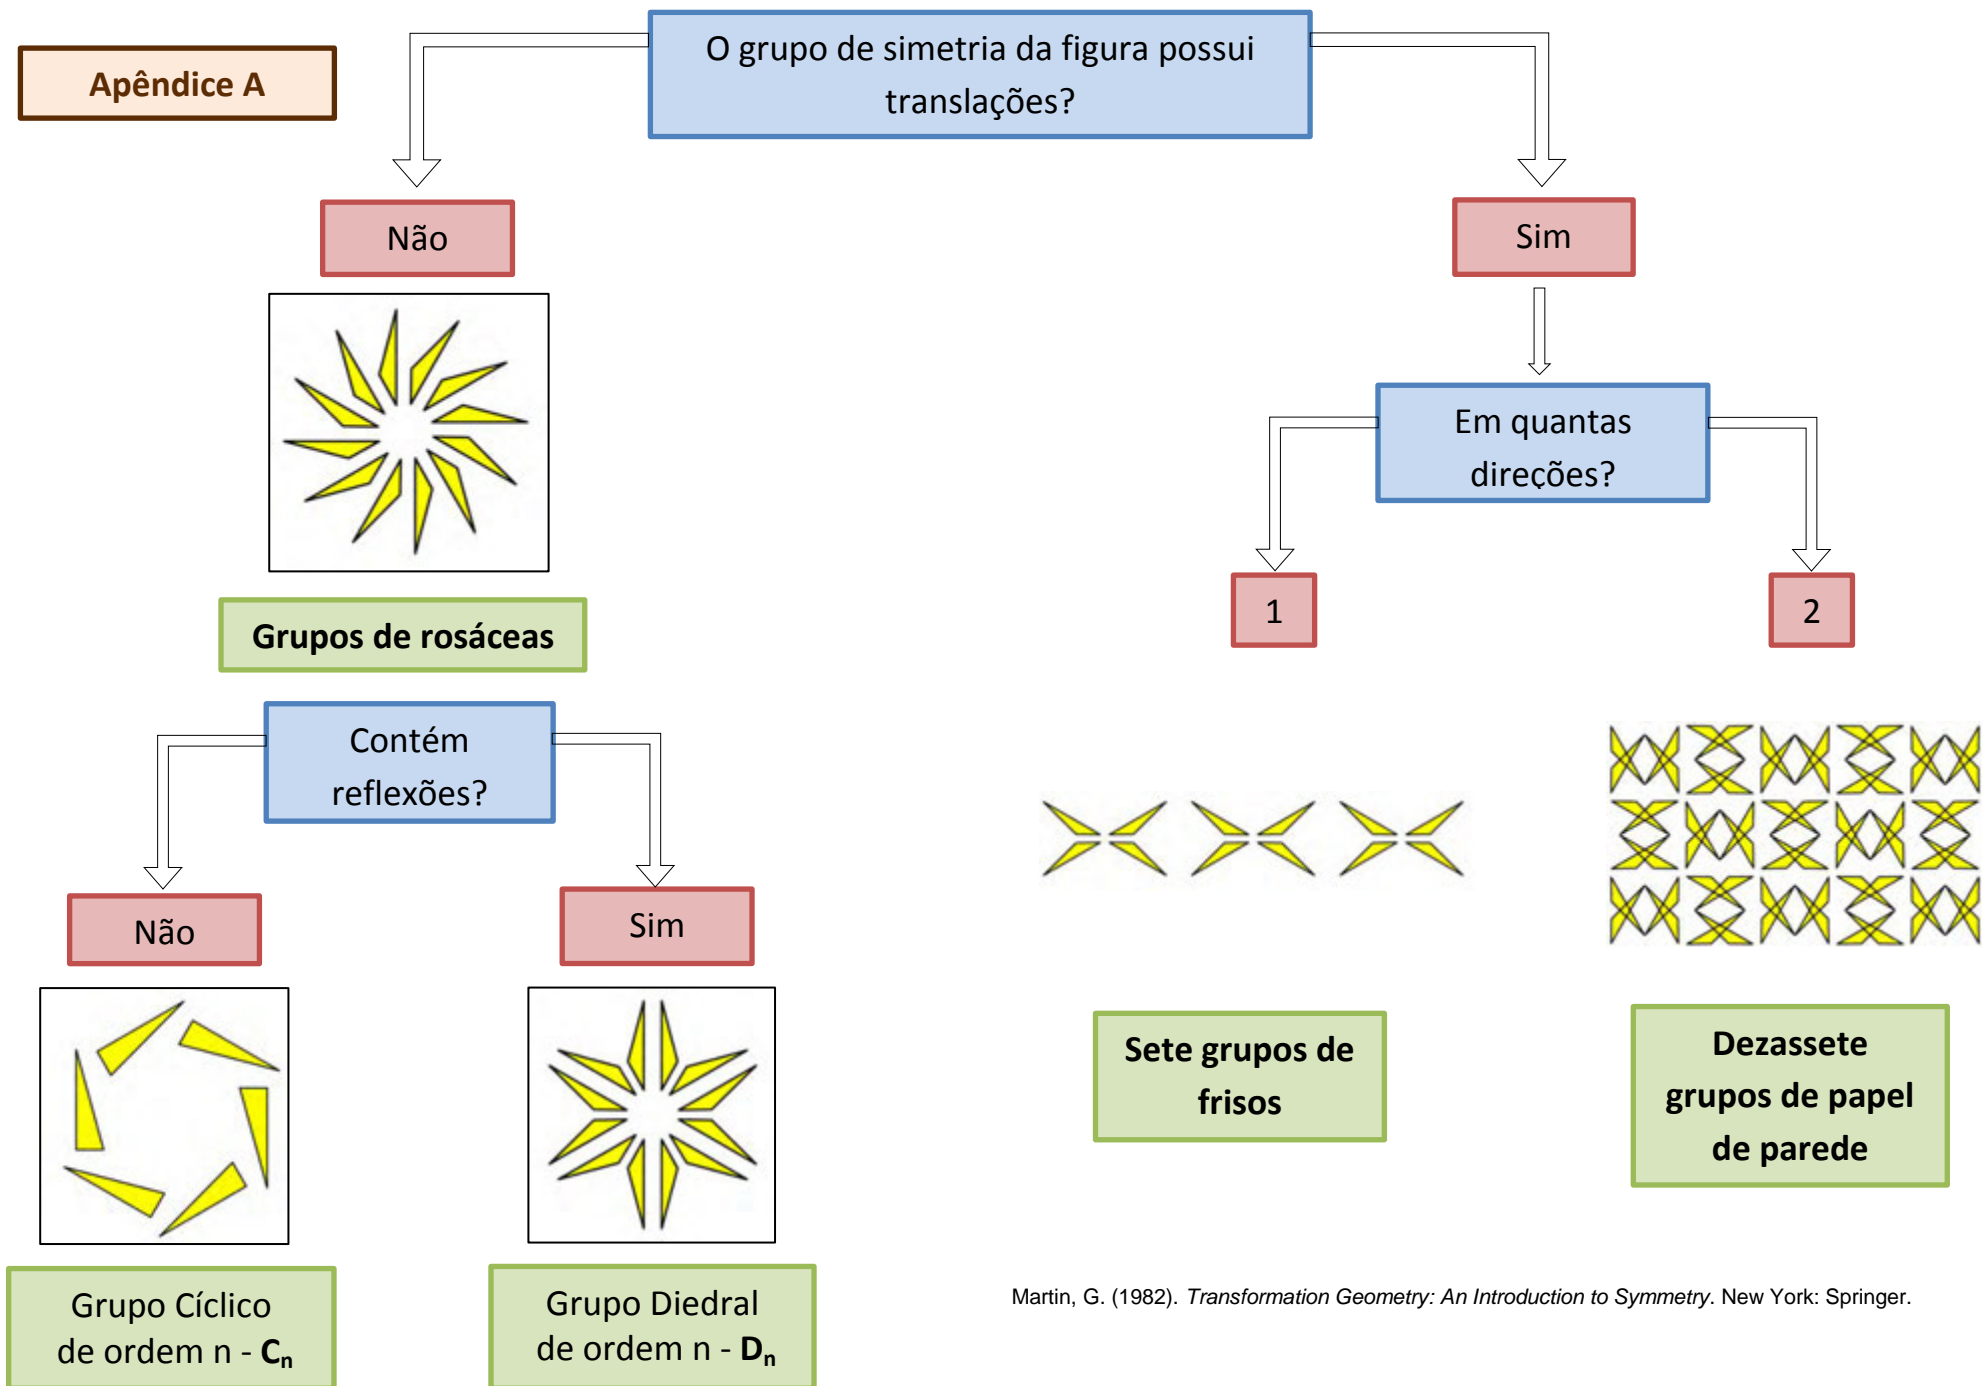 Apêndice A
O grupo de simetria da figura possui
translações?
Não
Sim
Em quantas
direções?
1
2
Grupos de rosáceas
Contém
reflexões?
Não
Sim
Sete grupos de
frisos
Dezassete
grupos de papel
de parede
Grupo Cíclico
de ordem n - Cₙ
Grupo Diedral
de ordem n - Dₙ
Martin, G. (1982). Transformation Geometry: An Introduction to Symmetry. New York: Springer.